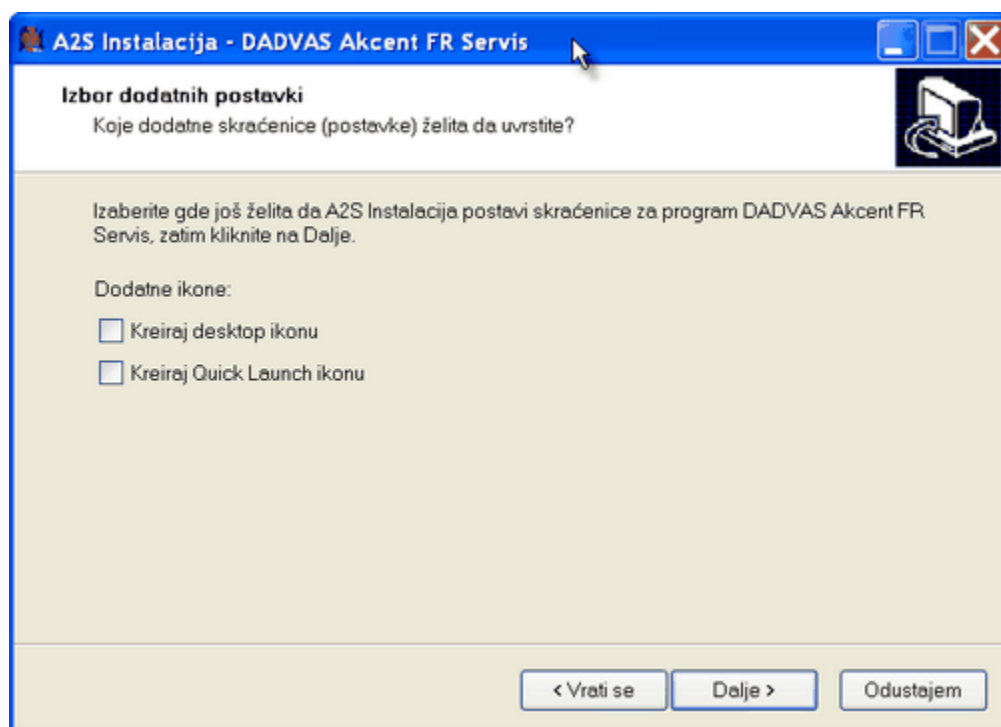 A2S Instalacija - DADVAS Akcent FR Servis
Izbor dodatnih postavki
Koje dodatne skraćenice (postavke) želita da uvrstite?
Izaberite gde još želita da A2S Instalacija postavi skraćenice za program DADVAS Akcent FR
Servis, zatim kliknite na Dalje.
Dodatne ikone:
Kreiraj desktop ikonu
Kreiraj Quick Launch ikonu
< Vrati se
Dalje >
Odustajem